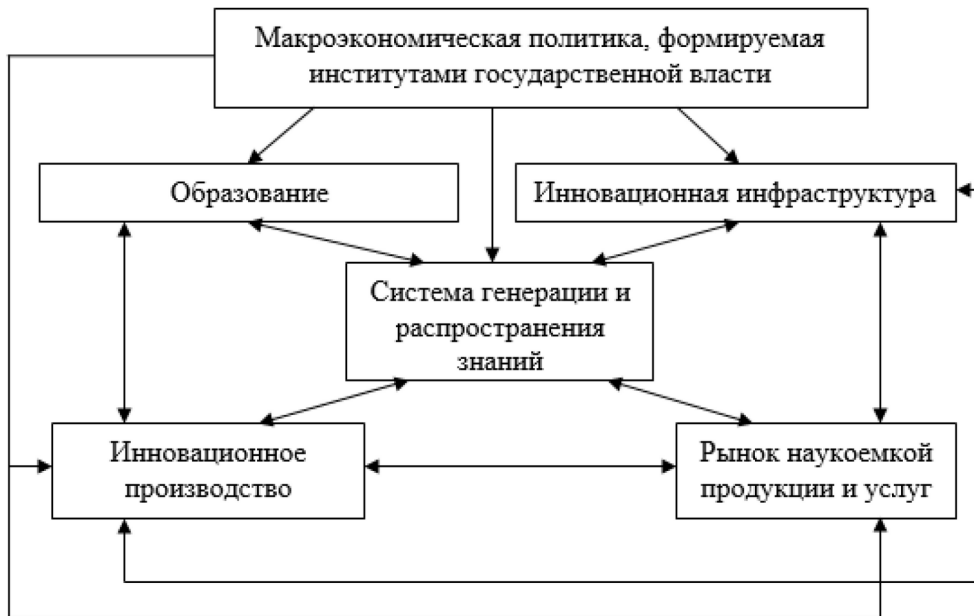 Макроэкономическая политика, формируемая
институтами государственной власти
Образование
Инновационная инфраструктура
Система генерации и
распространения
знаний
Инновационное
производство
Рынок наукоемкой
продукции и услуг